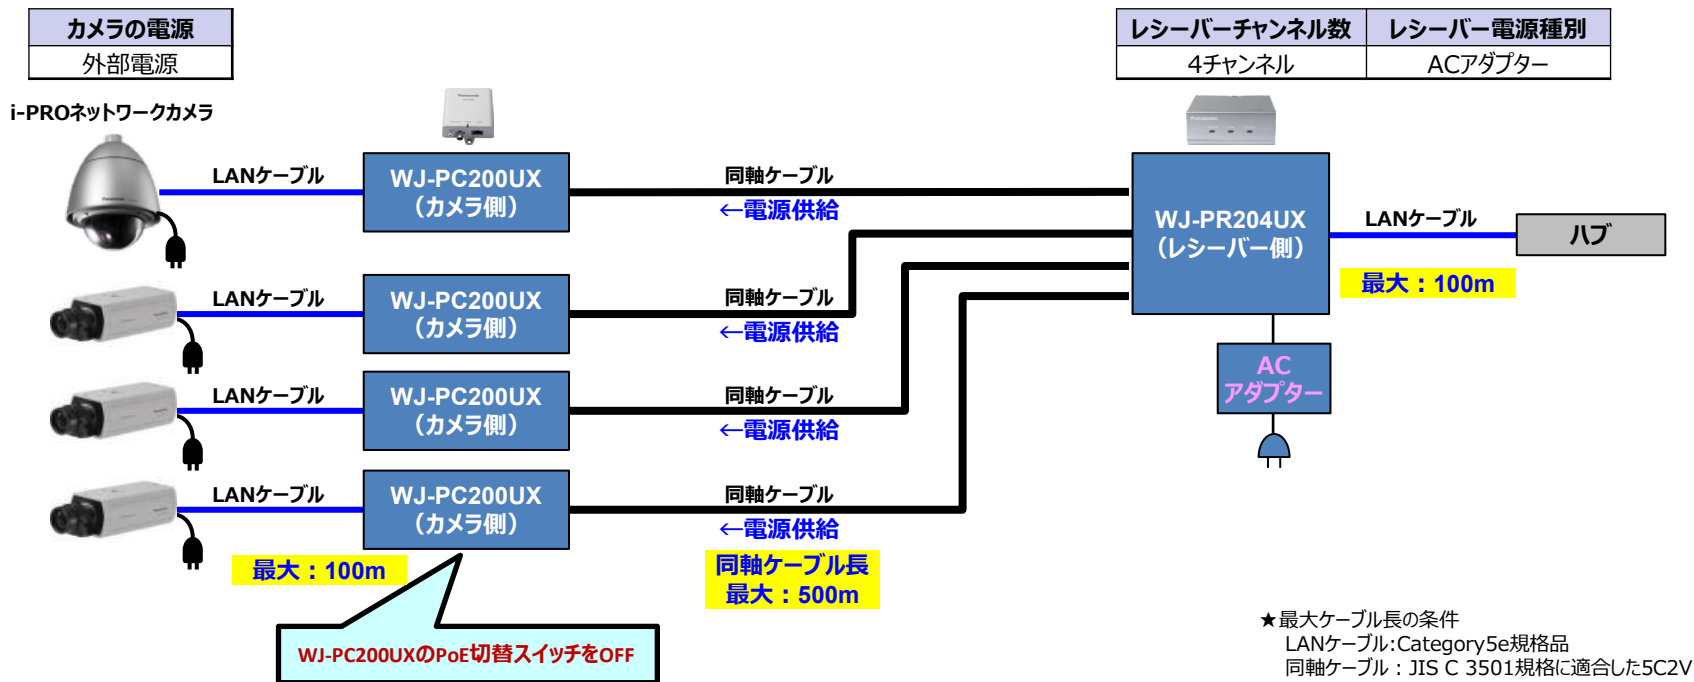 カメラの電源
外部電源
レシーバーチャンネル数
レシーバー電源種別
4チャンネル
ACアダプター
i-PROネットワークカメラ
Panasonic
Panasonic
LANケーブル
WJ-PC200UX
（カメラ側）
同軸ケーブル
←電源供給
WJ-PR204UX
（レシーバー側）
LANケーブル
ハブ
最大：100m
LANケーブル
WJ-PC200UX
（カメラ側）
同軸ケーブル
←電源供給
AC
アダプター
LANケーブル
WJ-PC200UX
（カメラ側）
同軸ケーブル
←電源供給
LANケーブル
WJ-PC200UX
（カメラ側）
同軸ケーブル
←電源供給
最大：100m
同軸ケーブル長
最大：500m
WJ-PC200UXのPoE切替スイッチをOFF
★最大ケーブル長の条件
LANケーブル:Category5e規格品
同軸ケーブル：JIS C 3501規格に適合した5C2V